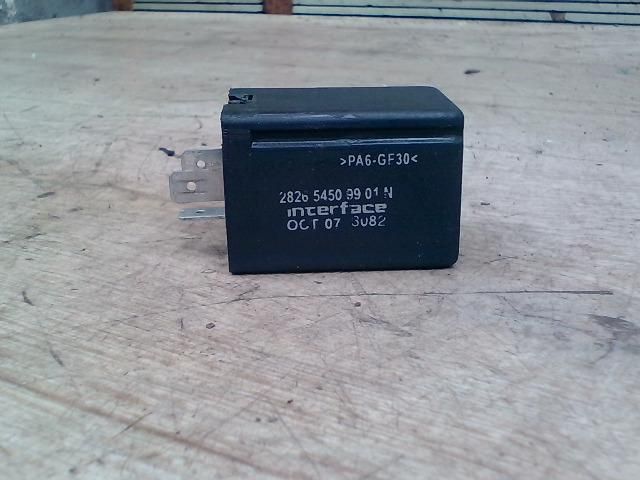 >PA6-GF30<
2826 5450 99 01 N
interface
OCT 07 3082